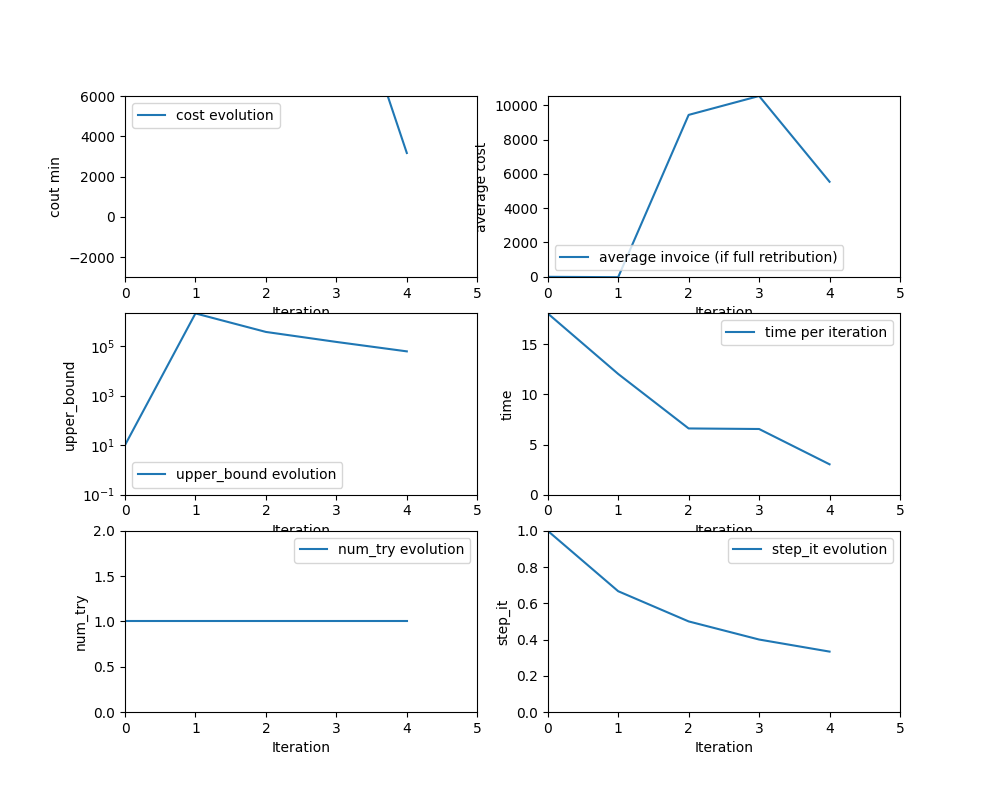 6000
4000
2000
0
−2000
cout min
cost evolution
0 1 2 3 4 5
Iteration
10000
8000
6000
4000
2000
0
average cost
average invoice (if full retribution)
0 1 2 3 4 5
Iteration
10^5
10^3
10^1
10^−1
upper_bound
upper_bound evolution
0 1 2 3 4 5
Iteration
15
10
5
0
time
time per iteration
0 1 2 3 4 5
Iteration
2.0
1.5
1.0
0.5
0.0
num_try
num_try evolution
0 1 2 3 4 5
Iteration
1.0
0.8
0.6
0.4
0.2
0.0
step_it
step_it evolution
0 1 2 3 4 5
Iteration